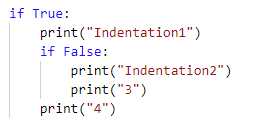 if True:
    print("Indentation1")
    if False:
        print("Indentation2")
        print("3")
    print("4")